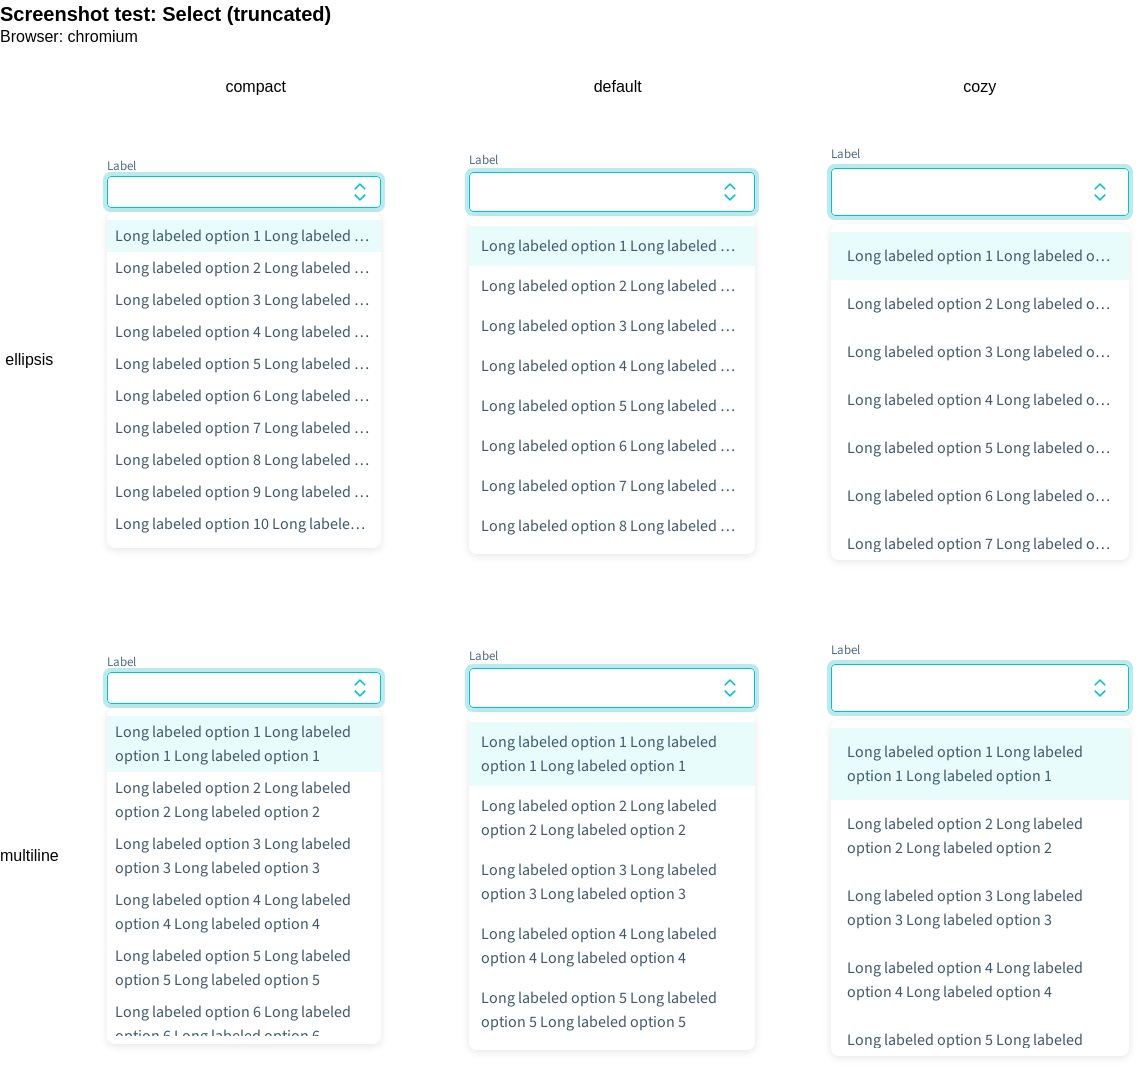 Screenshot test: Select (truncated)
Browser: chromium
compact
default
cozy
ellipsis
Label
Long labeled option 1 Long labeled …
Long labeled option 2 Long labeled …
Long labeled option 3 Long labeled …
Long labeled option 4 Long labeled …
Long labeled option 5 Long labeled …
Long labeled option 6 Long labeled …
Long labeled option 7 Long labeled …
Long labeled option 8 Long labeled …
Long labeled option 9 Long labeled …
Long labeled option 10 Long labele…
Label
Long labeled option 1 Long labeled …
Long labeled option 2 Long labeled …
Long labeled option 3 Long labeled …
Long labeled option 4 Long labeled …
Long labeled option 5 Long labeled …
Long labeled option 6 Long labeled …
Long labeled option 7 Long labeled …
Long labeled option 8 Long labeled …
Label
Long labeled option 1 Long labeled o…
Long labeled option 2 Long labeled o…
Long labeled option 3 Long labeled o…
Long labeled option 4 Long labeled o…
Long labeled option 5 Long labeled o…
Long labeled option 6 Long labeled o…
Long labeled option 7 Long labeled o…
multiline
Label
Long labeled option 1 Long labeled
option 1 Long labeled option 1
Long labeled option 2 Long labeled
option 2 Long labeled option 2
Long labeled option 3 Long labeled
option 3 Long labeled option 3
Long labeled option 4 Long labeled
option 4 Long labeled option 4
Long labeled option 5 Long labeled
option 5 Long labeled option 5
Long labeled option 6 Long labeled
option 6 Long labeled option 6
Label
Long labeled option 1 Long labeled
option 1 Long labeled option 1
Long labeled option 2 Long labeled
option 2 Long labeled option 2
Long labeled option 3 Long labeled
option 3 Long labeled option 3
Long labeled option 4 Long labeled
option 4 Long labeled option 4
Long labeled option 5 Long labeled
option 5 Long labeled option 5
Label
Long labeled option 1 Long labeled
option 1 Long labeled option 1
Long labeled option 2 Long labeled
option 2 Long labeled option 2
Long labeled option 3 Long labeled
option 3 Long labeled option 3
Long labeled option 4 Long labeled
option 4 Long labeled option 4
Long labeled option 5 Long labeled